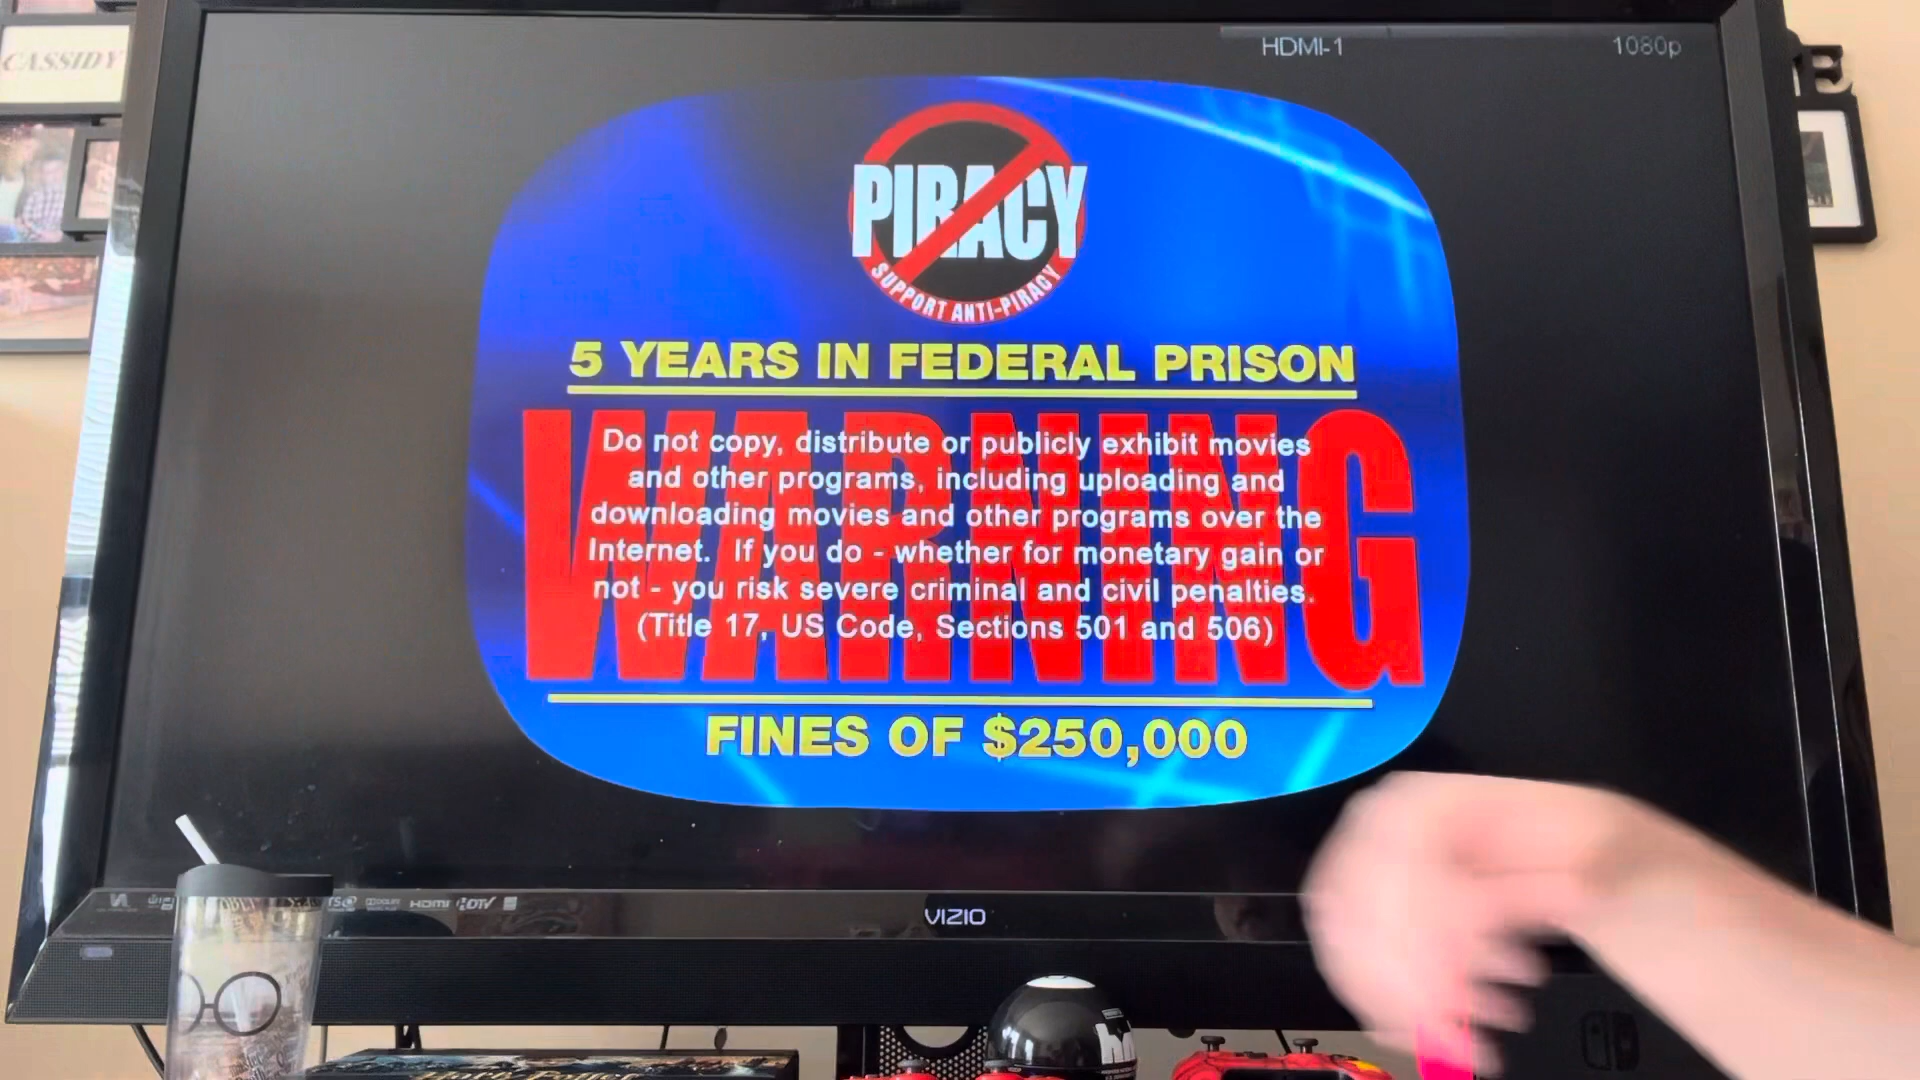 CASSIDY
HDMI-1
1080p
PIRACY
SUPPORT ANTI-PIRACY
5 YEARS IN FEDERAL PRISON
WARNING
Do not copy, distribute or publicly exhibit movies
and other programs, including uploading and
downloading movies and other programs over the
Internet. If you do - whether for monetary gain or
not - you risk severe criminal and civil penalties.
(Title 17, US Code, Sections 501 and 506)
FINES OF $250,000
HDMI
HDTV
VIZIO
Harry Potter